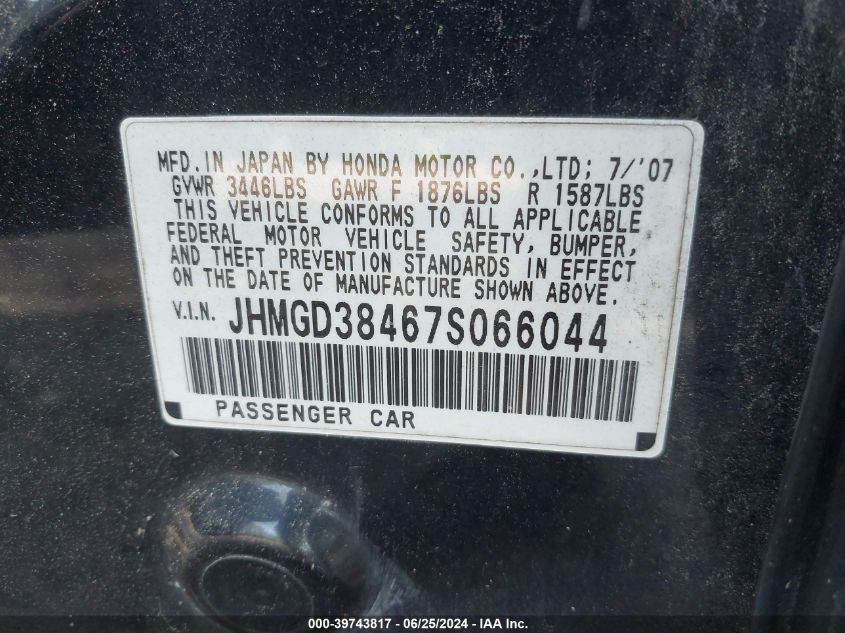 MFD. IN JAPAN BY HONDA MOTOR CO.,LTD; 7/'07
GVWR 3446LBS GAWR F 1876LBS R 1587LBS
THIS VEHICLE CONFORMS TO ALL APPLICABLE
FEDERAL MOTOR VEHICLE SAFETY, BUMPER,
AND THEFT PREVENTION STANDARDS IN EFFECT
ON THE DATE OF MANUFACTURE SHOWN ABOVE.
V.I.N. JHMGD38467S066044
PASSENGER CAR
000-39743817 - 06/25/2024 - IAA Inc.